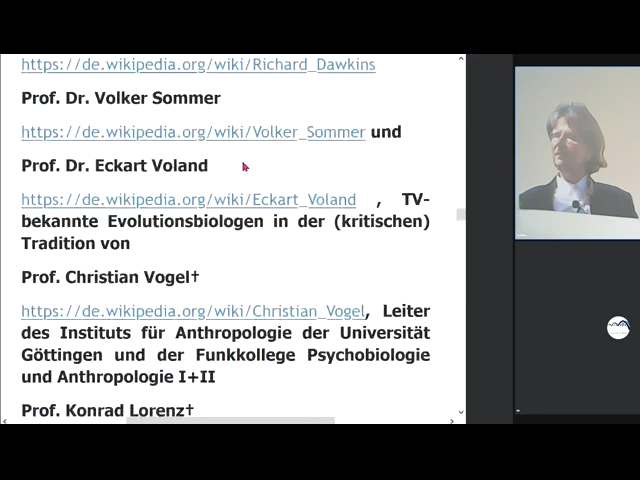 https://de.wikipedia.org/wiki/Richard_Dawkins
Prof. Dr. Volker Sommer
https://de.wikipedia.org/wiki/Volker_Sommer und
Prof. Dr. Eckart Voland
https://de.wikipedia.org/wiki/Eckart_Voland , TV-
bekannte Evolutionsbiologen in der (kritischen)
Tradition von
Prof. Christian Vogel†
https://de.wikipedia.org/wiki/Christian_Vogel, Leiter
des Instituts für Anthropologie der Universität
Göttingen und der Funkkollege Psychobiologie
und Anthropologie I+II
Prof. Konrad Lorenz†